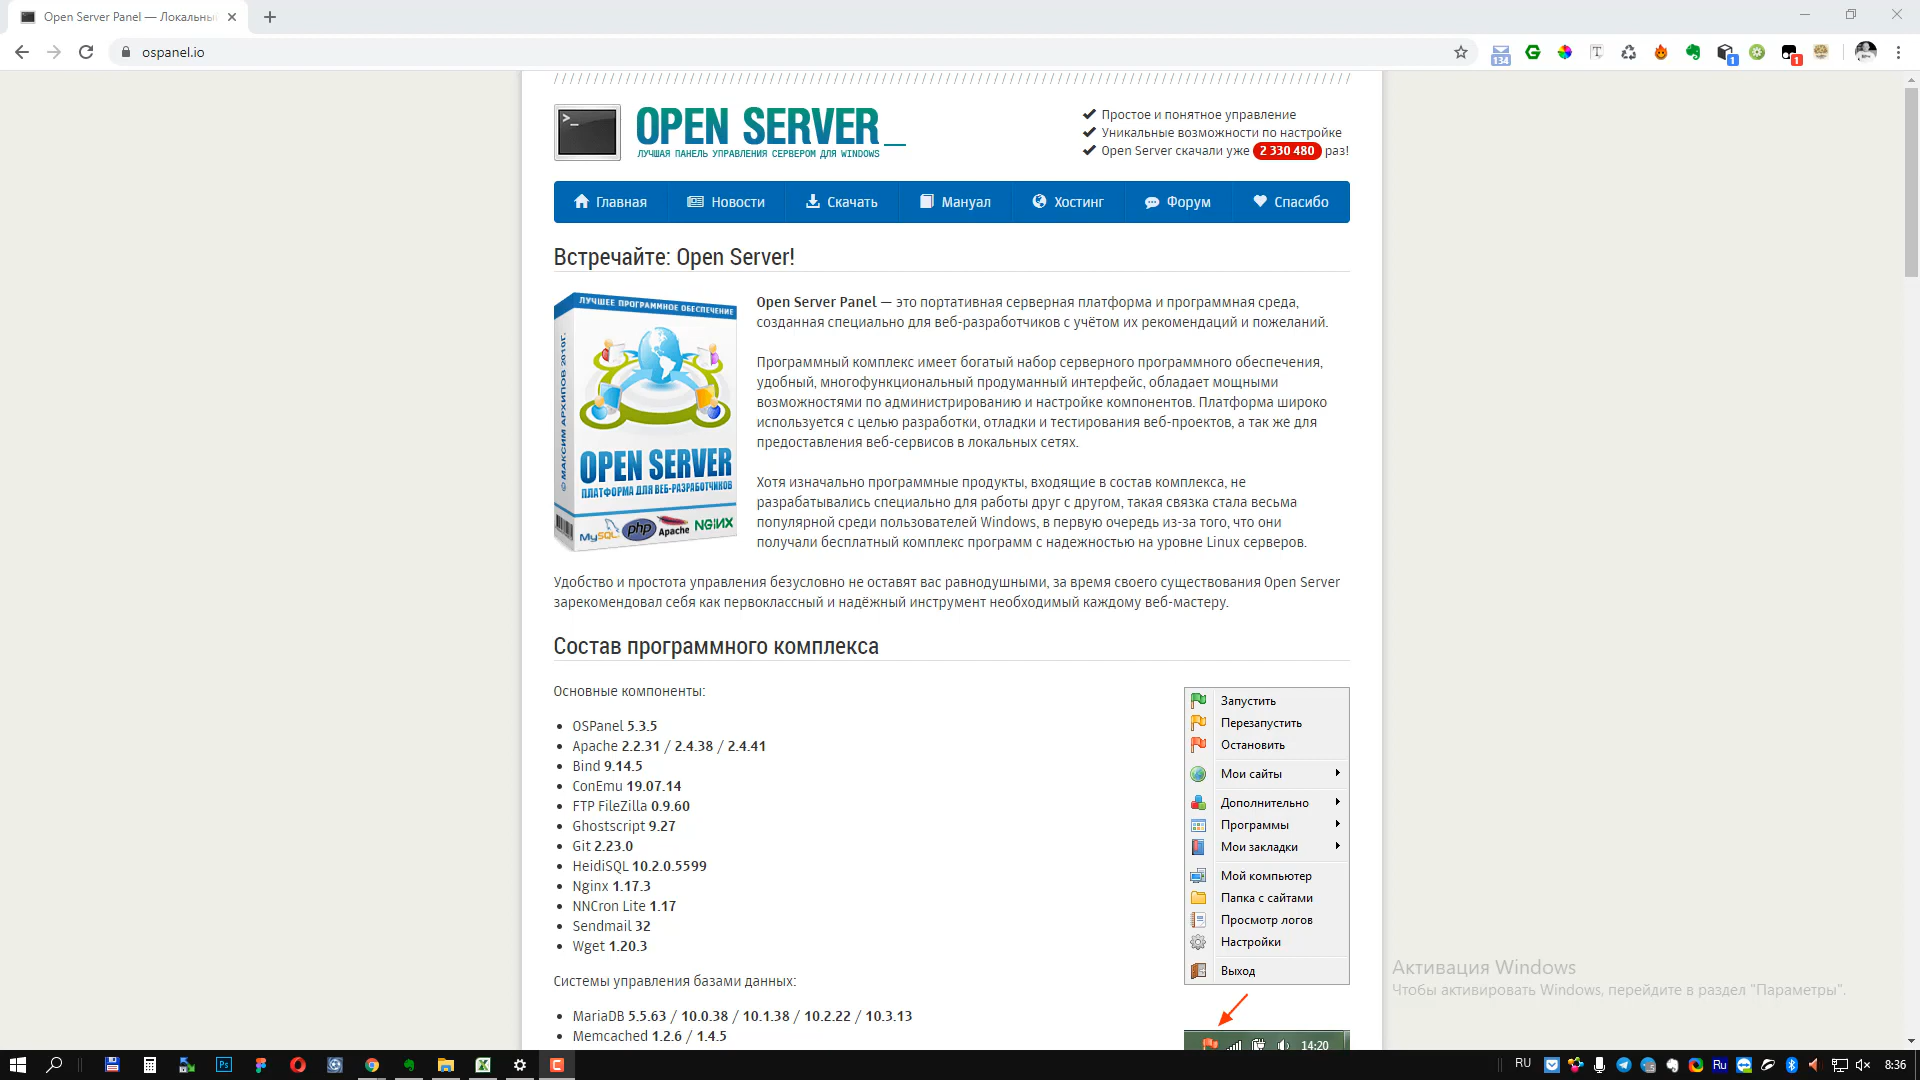 Open Server Panel — Локальны
ospanel.io
134
1
1
OPEN SERVER_
ЛУЧШАЯ ПАНЕЛЬ УПРАВЛЕНИЯ СЕРВЕРОМ ДЛЯ WINDOWS
Простое и понятное управление
Уникальные возможности по настройке
Open Server скачали уже 2 330 480 раз!
Главная Новости Скачать Мануал Хостинг Форум Спасибо
Встречайте: Open Server!
ЛУЧШЕЕ ПРОГРАММНОЕ ОБЕСПЕЧЕНИЕ
© МАКСИМ АРХИПОВ 2010Г.
OPEN SERVER
ПЛАТФОРМА ДЛЯ ВЕБ-РАЗРАБОТЧИКОВ
MySQL php Apache NGINX
Open Server Panel — это портативная серверная платформа и программная среда,
созданная специально для веб-разработчиков с учётом их рекомендаций и пожеланий.
Программный комплекс имеет богатый набор серверного программного обеспечения,
удобный, многофункциональный продуманный интерфейс, обладает мощными
возможностями по администрированию и настройке компонентов. Платформа широко
используется с целью разработки, отладки и тестирования веб-проектов, а так же для
предоставления веб-сервисов в локальных сетях.
Хотя изначально программные продукты, входящие в состав комплекса, не
разрабатывались специально для работы друг с другом, такая связка стала весьма
популярной среди пользователей Windows, в первую очередь из-за того, что они
получали бесплатный комплекс программ с надежностью на уровне Linux серверов.
Удобство и простота управления безусловно не оставят вас равнодушными, за время своего существования Open Server
зарекомендовал себя как первоклассный и надёжный инструмент необходимый каждому веб-мастеру.
Состав программного комплекса
Основные компоненты:
OSPanel 5.3.5
Apache 2.2.31 / 2.4.38 / 2.4.41
Bind 9.14.5
ConEmu 19.07.14
FTP FileZilla 0.9.60
Ghostscript 9.27
Git 2.23.0
HeidiSQL 10.2.0.5599
Nginx 1.17.3
NNCron Lite 1.17
Sendmail 32
Wget 1.20.3
Системы управления базами данных:
MariaDB 5.5.63 / 10.0.38 / 10.1.38 / 10.2.22 / 10.3.13
Memcached 1.2.6 / 1.4.5
Запустить
Перезапустить
Остановить
Мои сайты
Дополнительно
Программы
Мои закладки
Мой компьютер
Папка с сайтами
Просмотр логов
Настройки
Выход
14:20
Активация Windows
Чтобы активировать Windows, перейдите в раздел "Параметры".
Ps
RU
Ru
8:36